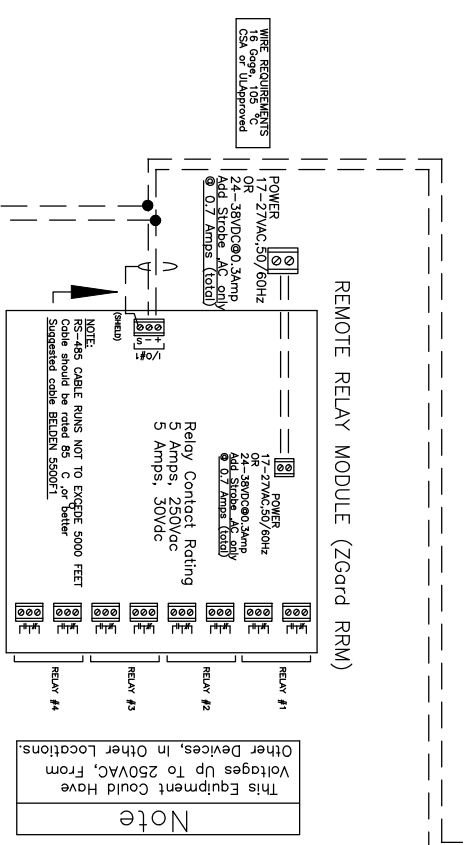 WIRE REQUIREMENTS
16 Gage, 105 °C
CSA or ULApproved
REMOTE RELAY MODULE (ZGard RRM)
POWER
17-27VAC,50/60Hz
OR
24-38VDC@0.3Amp
Add Strobe ,AC only
@ 0.7 Amps (total)
POWER
17-27VAC,50/60Hz
OR
24-38VDC@0.3Amp
Add Strobe ,AC only
@ 0.7 Amps (total)
I/O#1
+ - S
(SHIELD)
Relay Contact Rating
5 Amps, 250Vac
5 Amps, 30Vdc
NOTE:
RS-485 CABLE RUNS NOT TO EXCEDE 5000 FEET
Cable should be rated 85 °C ,or better
Suggested cable BELDEN 5500F1
RELAY #1
RELAY #2
RELAY #3
RELAY #4
Note
This Equipment Could Have
Voltages Up To 250VAC, From
Other Devices, In Other Locations.